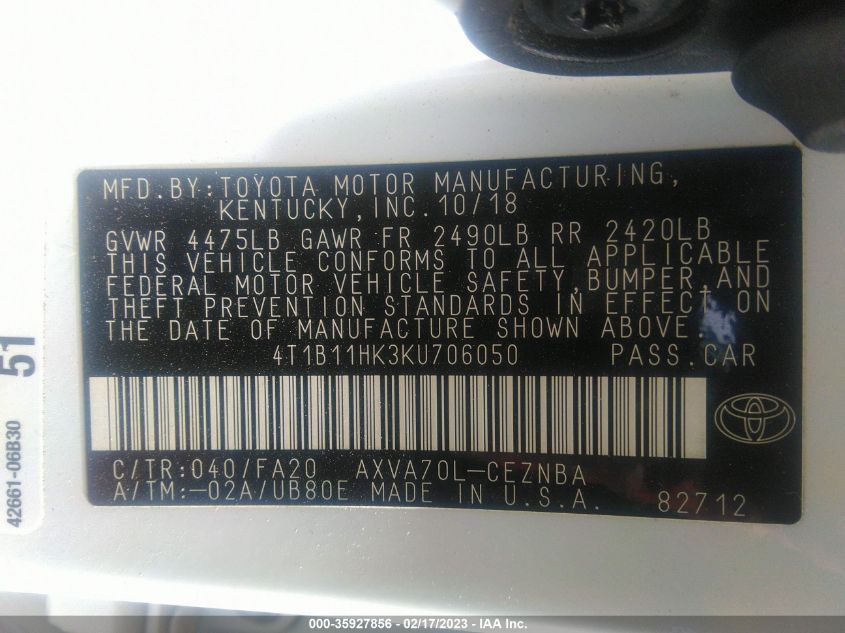 MFD.BY:TOYOTA MOTOR MANUFACTURING,
KENTUCKY,INC.10/18
GVWR 4475LB GAWR FR 2490LB RR 2420LB
THIS VEHICLE CONFORMS TO ALL APPLICABLE
FEDERAL MOTOR VEHICLE SAFETY,BUMPER,AND
THEFT PREVENTION STANDARDS IN EFFECT ON
THE DATE OF MANUFACTURE SHOWN ABOVE.
4T1B11HK3KU706050 PASS.CAR
C/TR:040/FA20 AXVA70L-CEZNBA
A/TM:-02A/UB80E MADE IN U.S.A. 82712
51
42661-06B30
000-35927856 - 02/17/2023 - IAA Inc.